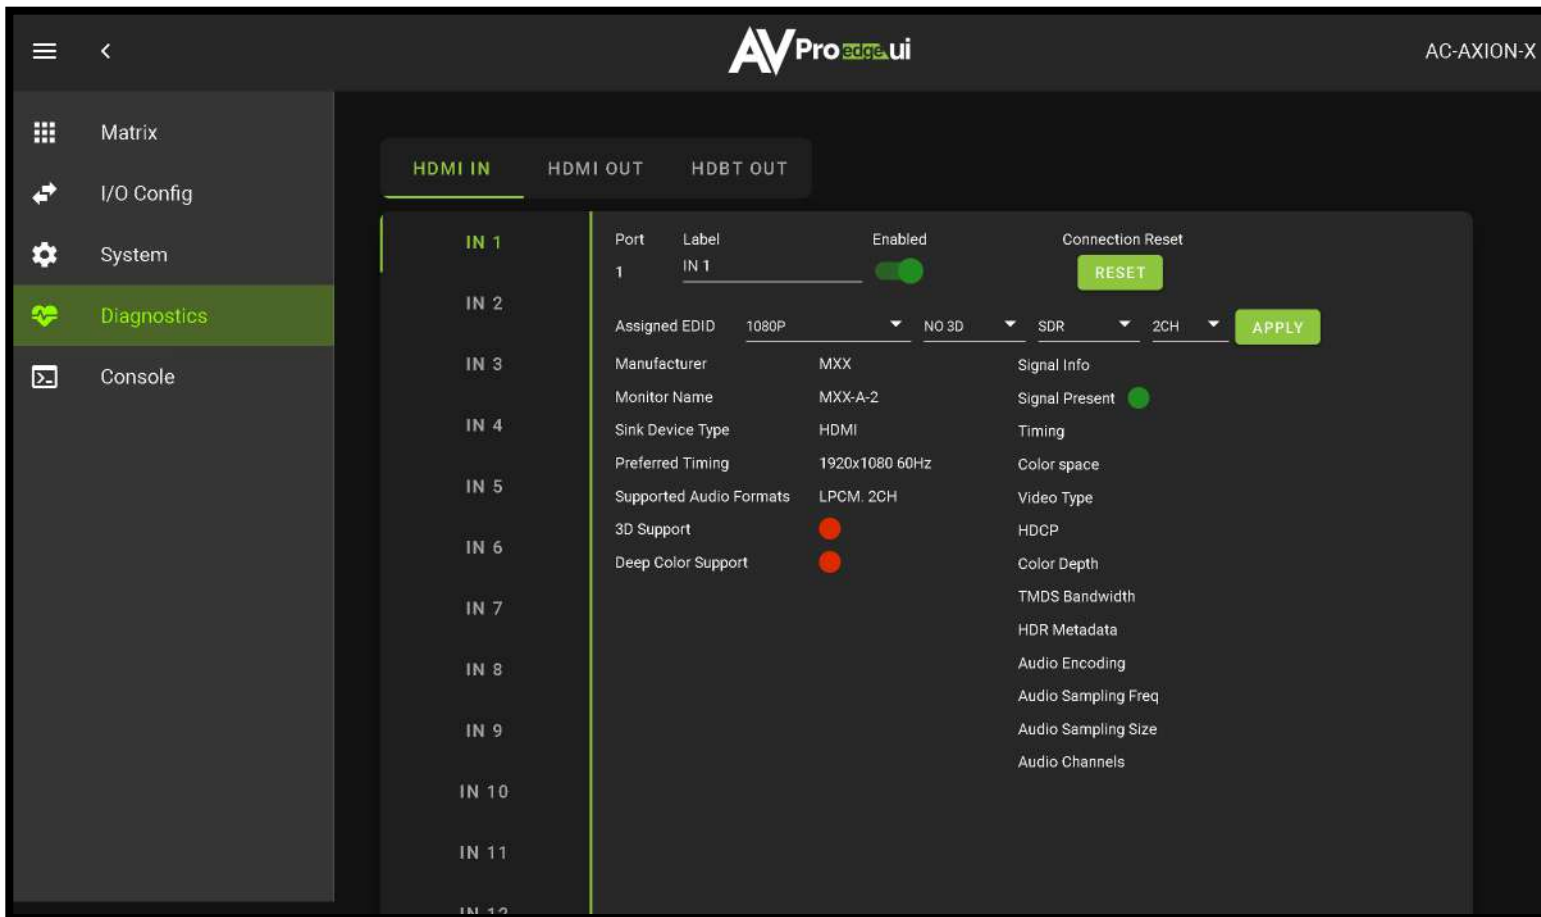 AVPro edge.ui
AC-AXION-X
Matrix
I/O Config
System
Diagnostics
Console
HDMI IN HDMI OUT HDBT OUT
IN 1
IN 2
IN 3
IN 4
IN 5
IN 6
IN 7
IN 8
IN 9
IN 10
IN 11
IN 12
Port Label Enabled Connection Reset
1 IN 1 RESET
Assigned EDID 1080P NO 3D SDR 2CH APPLY
Manufacturer MXX
Monitor Name MXX-A-2
Sink Device Type HDMI
Preferred Timing 1920x1080 60Hz
Supported Audio Formats LPCM. 2CH
3D Support
Deep Color Support
Signal Info
Signal Present
Timing
Color space
Video Type
HDCP
Color Depth
TMDS Bandwidth
HDR Metadata
Audio Encoding
Audio Sampling Freq
Audio Sampling Size
Audio Channels